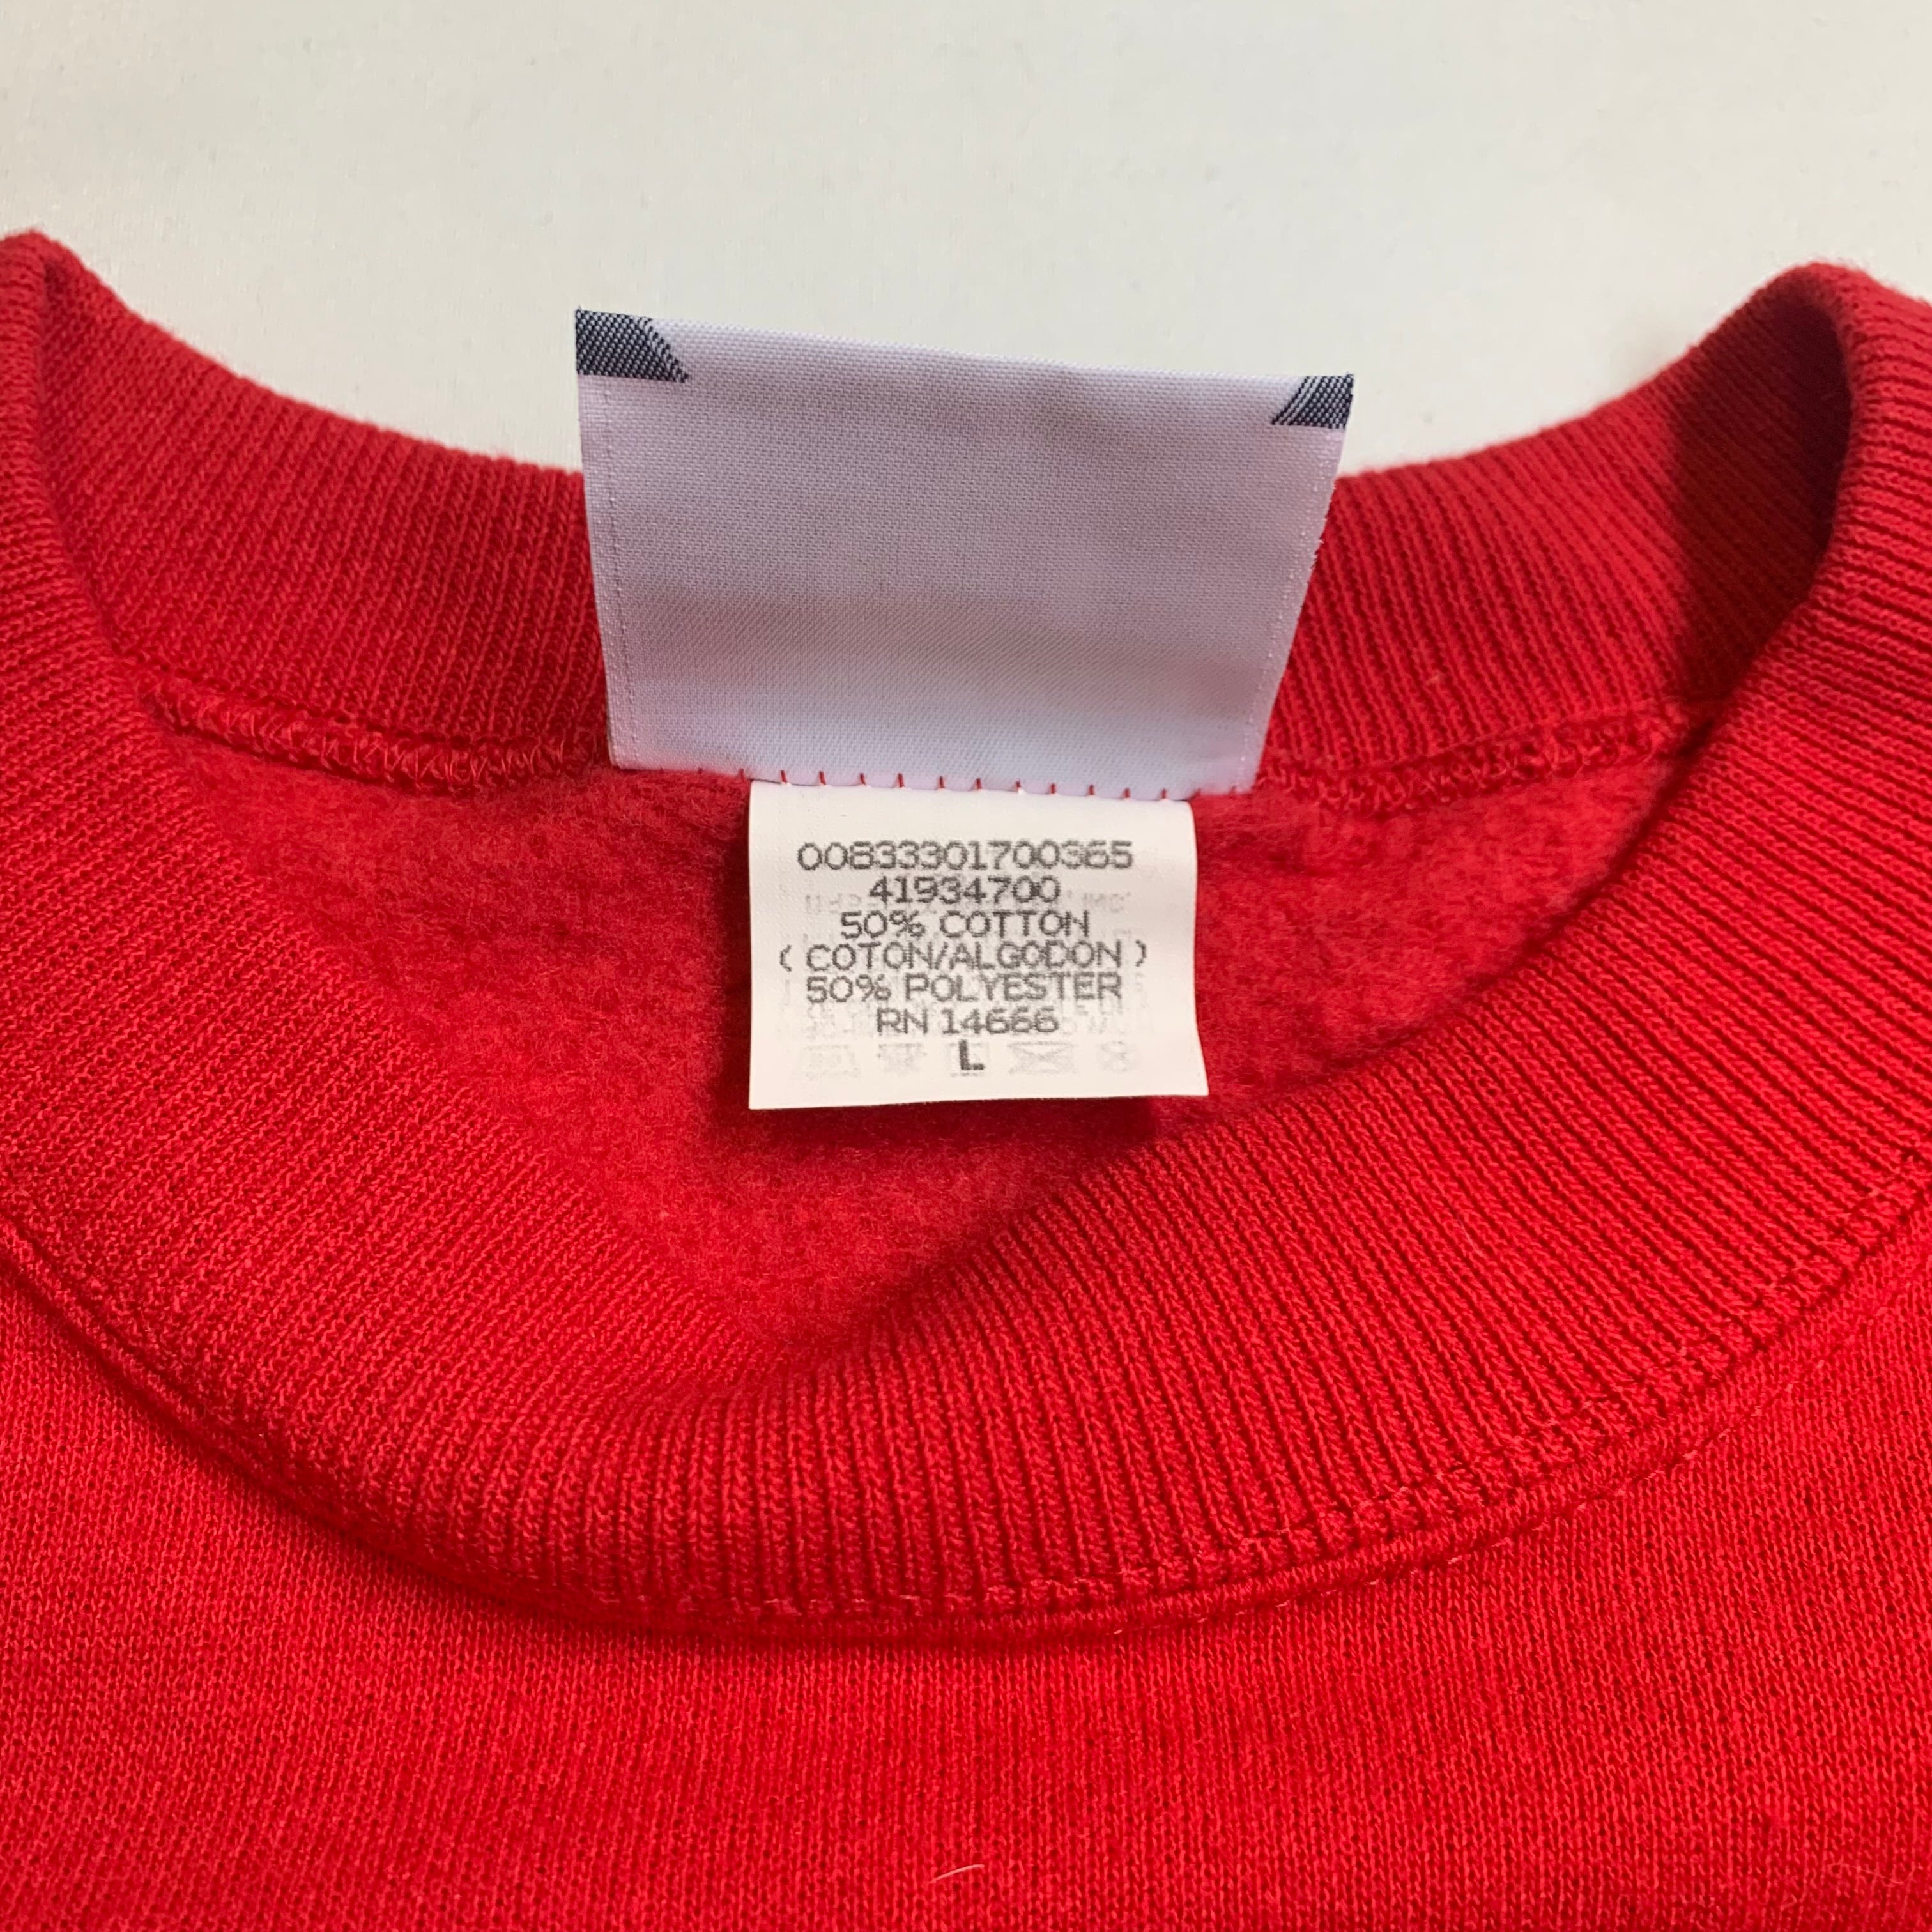 00833301700365
41934700
50% COTTON
( COTON/ALGODON )
50% POLYESTER
RN 14666
L